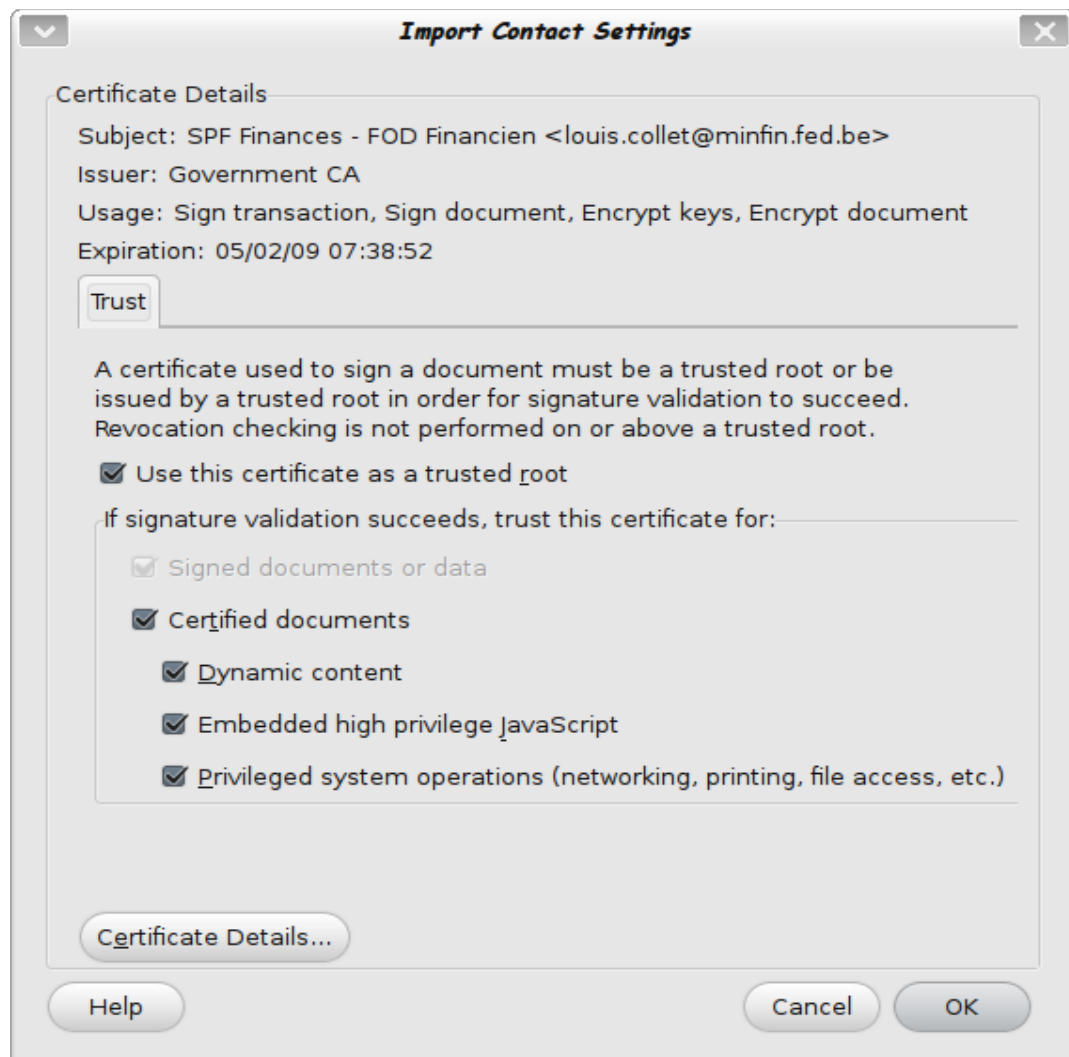 Import Contact Settings
Certificate Details
Subject: SPF Finances - FOD Financien <louis.collet@minfin.fed.be>
Issuer: Government CA
Usage: Sign transaction, Sign document, Encrypt keys, Encrypt document
Expiration: 05/02/09 07:38:52
Trust
A certificate used to sign a document must be a trusted root or be
issued by a trusted root in order for signature validation to succeed.
Revocation checking is not performed on or above a trusted root.
Use this certificate as a trusted root
If signature validation succeeds, trust this certificate for:
Signed documents or data
Certified documents
Dynamic content
Embedded high privilege JavaScript
Privileged system operations (networking, printing, file access, etc.)
Certificate Details...
Help
Cancel
OK